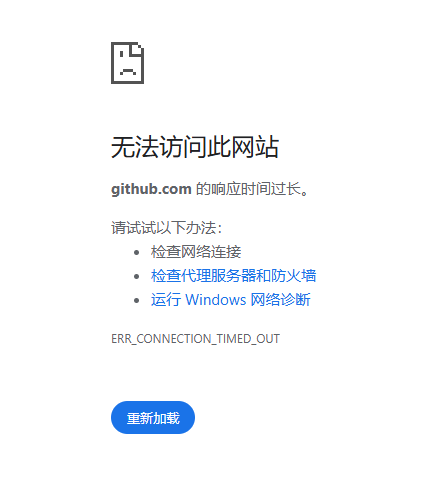 无法访问此网站
github.com 的响应时间过长。
请试试以下办法：
• 检查网络连接
• 检查代理服务器和防火墙
• 运行 Windows 网络诊断
ERR_CONNECTION_TIMED_OUT
重新加载